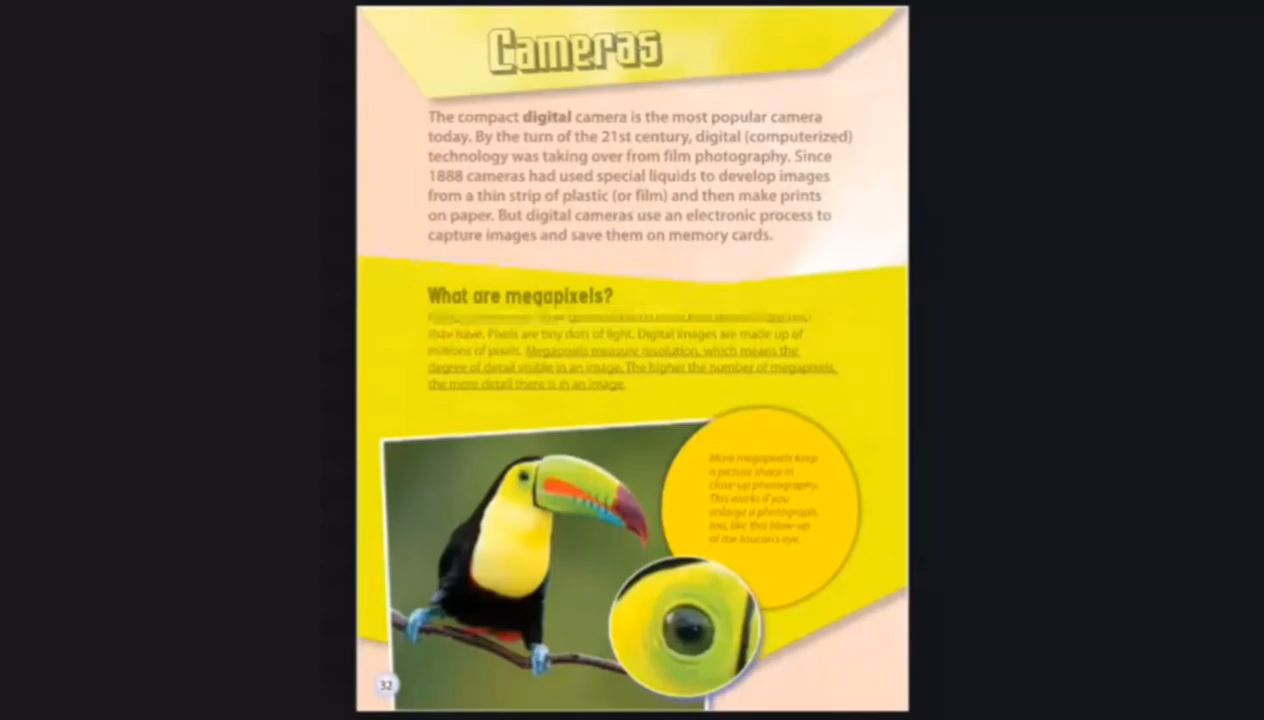 Cameras
The compact digital camera is the most popular camera
today. By the turn of the 21st century, digital (computerized)
technology was taking over from film photography. Since
1888 cameras had used special liquids to develop images
from a thin strip of plastic (or film) and then make prints
on paper. But digital cameras use an electronic process to
capture images and save them on memory cards.
What are megapixels?
may have. Pixels are tiny dots of light. Digital images are made up of
millions of pixels. Megapixels measure resolution, which means the
degree of detail visible in an image. The higher the number of megapixels,
the more detail there is in an image.
More megapixels keep
a picture sharp in
close-up photography.
This works if you
enlarge a photograph,
too, like this blow-up
of the toucan's eye.
32